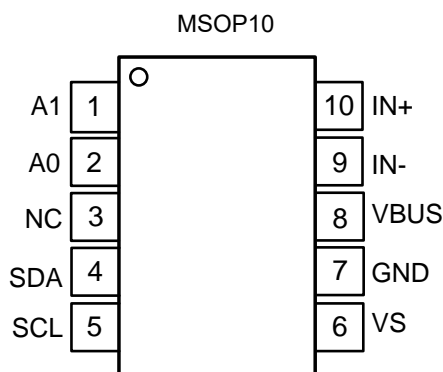 MSOP10
A1 1 10 IN+
A0 2 9 IN-
NC 3 8 VBUS
SDA 4 7 GND
SCL 5 6 VS